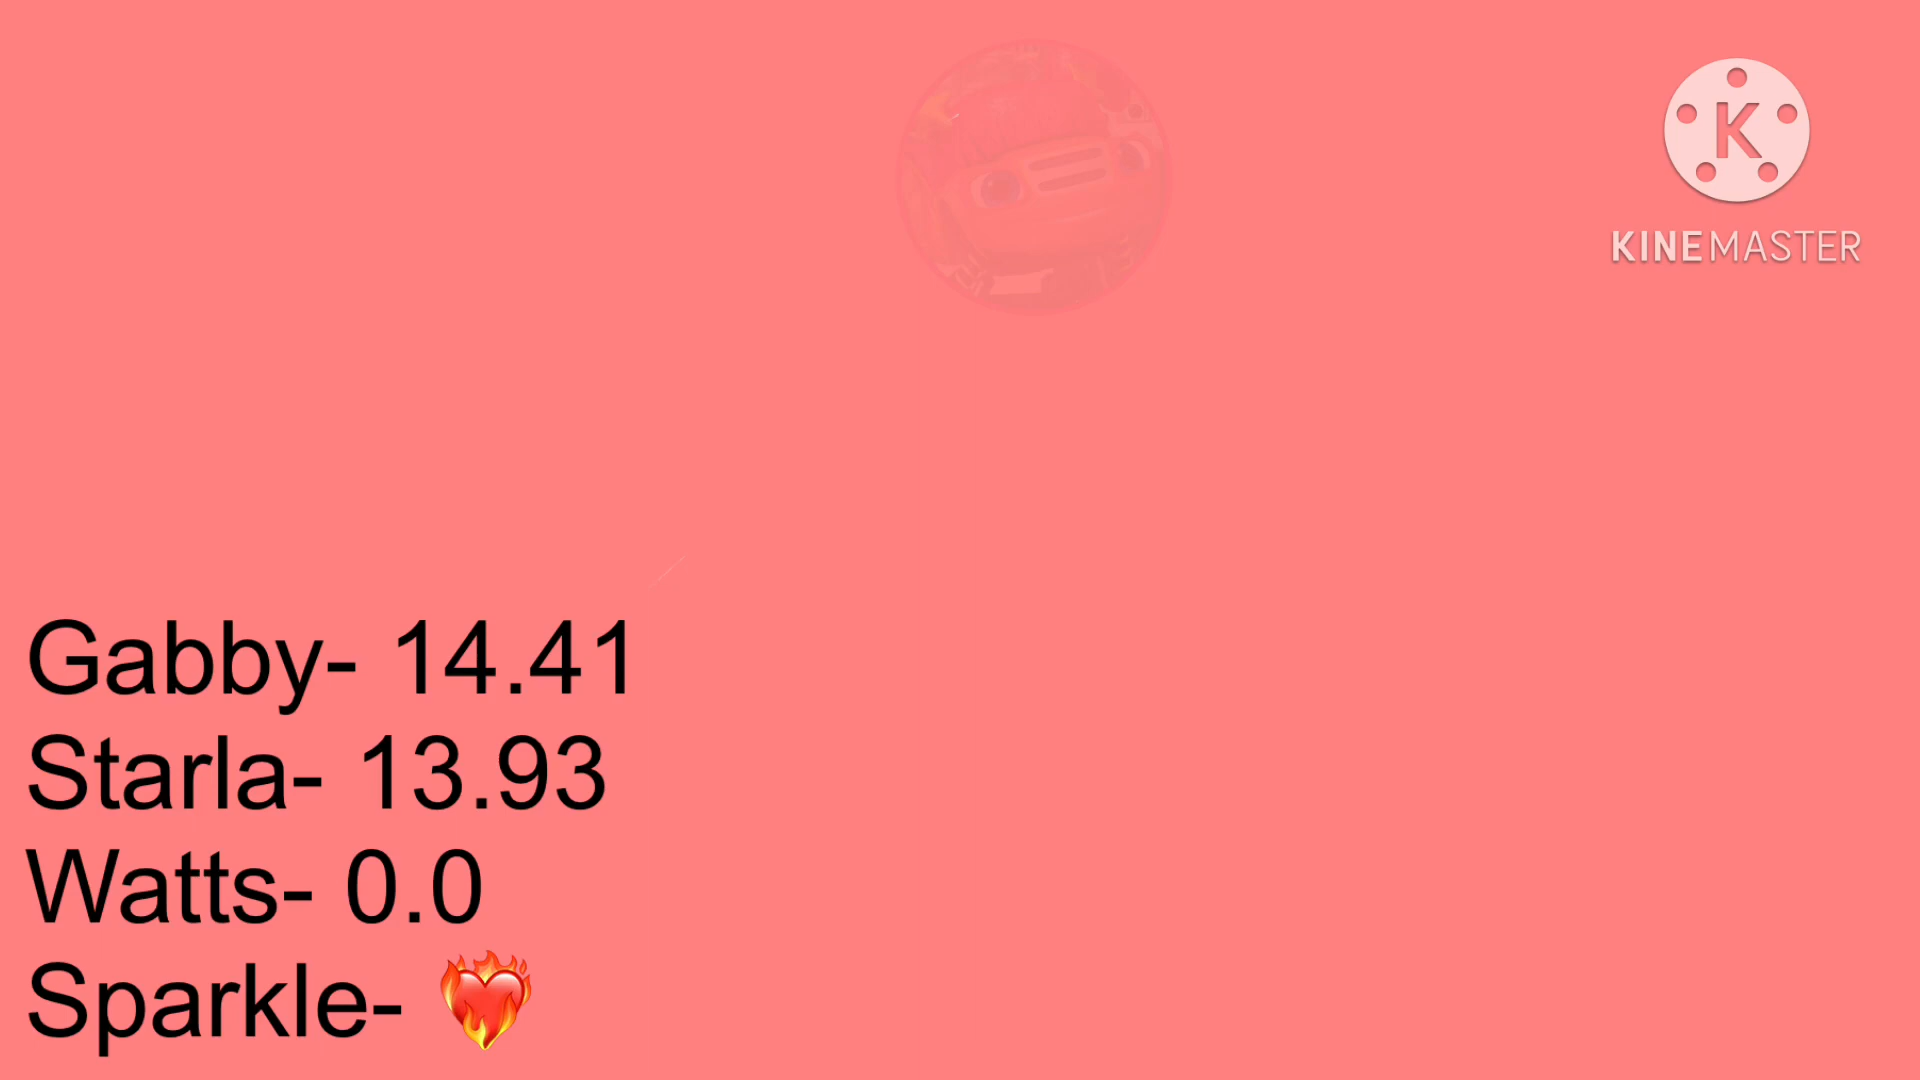 K
KINEMASTER
Gabby- 14.41
Starla- 13.93
Watts- 0.0
Sparkle- ❤️‍🔥